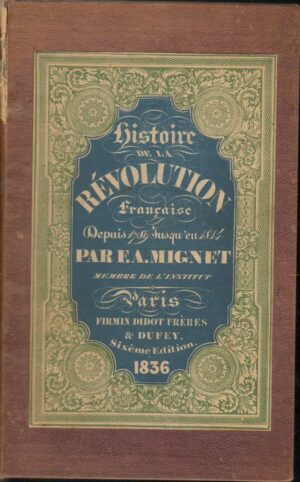 Histoire
DE LA
RÉVOLUTION
Française
Depuis 1789 Jusqu'en 1814
PAR F. A. MIGNET
MEMBRE DE L'INSTITUT
Paris
FIRMIN DIDOT FRÈRES
& DUFEY.
Sixème Edition.
1836